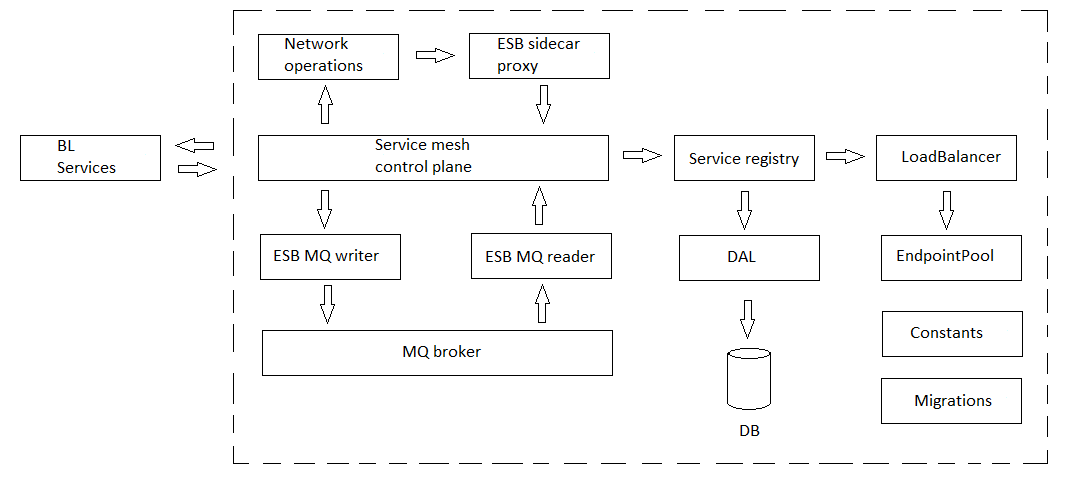 Network
operations
ESB sidecar
proxy
BL
Services
Service mesh
control plane
Service registry
LoadBalancer
ESB MQ writer
ESB MQ reader
DAL
EndpointPool
MQ broker
Constants
Migrations
DB